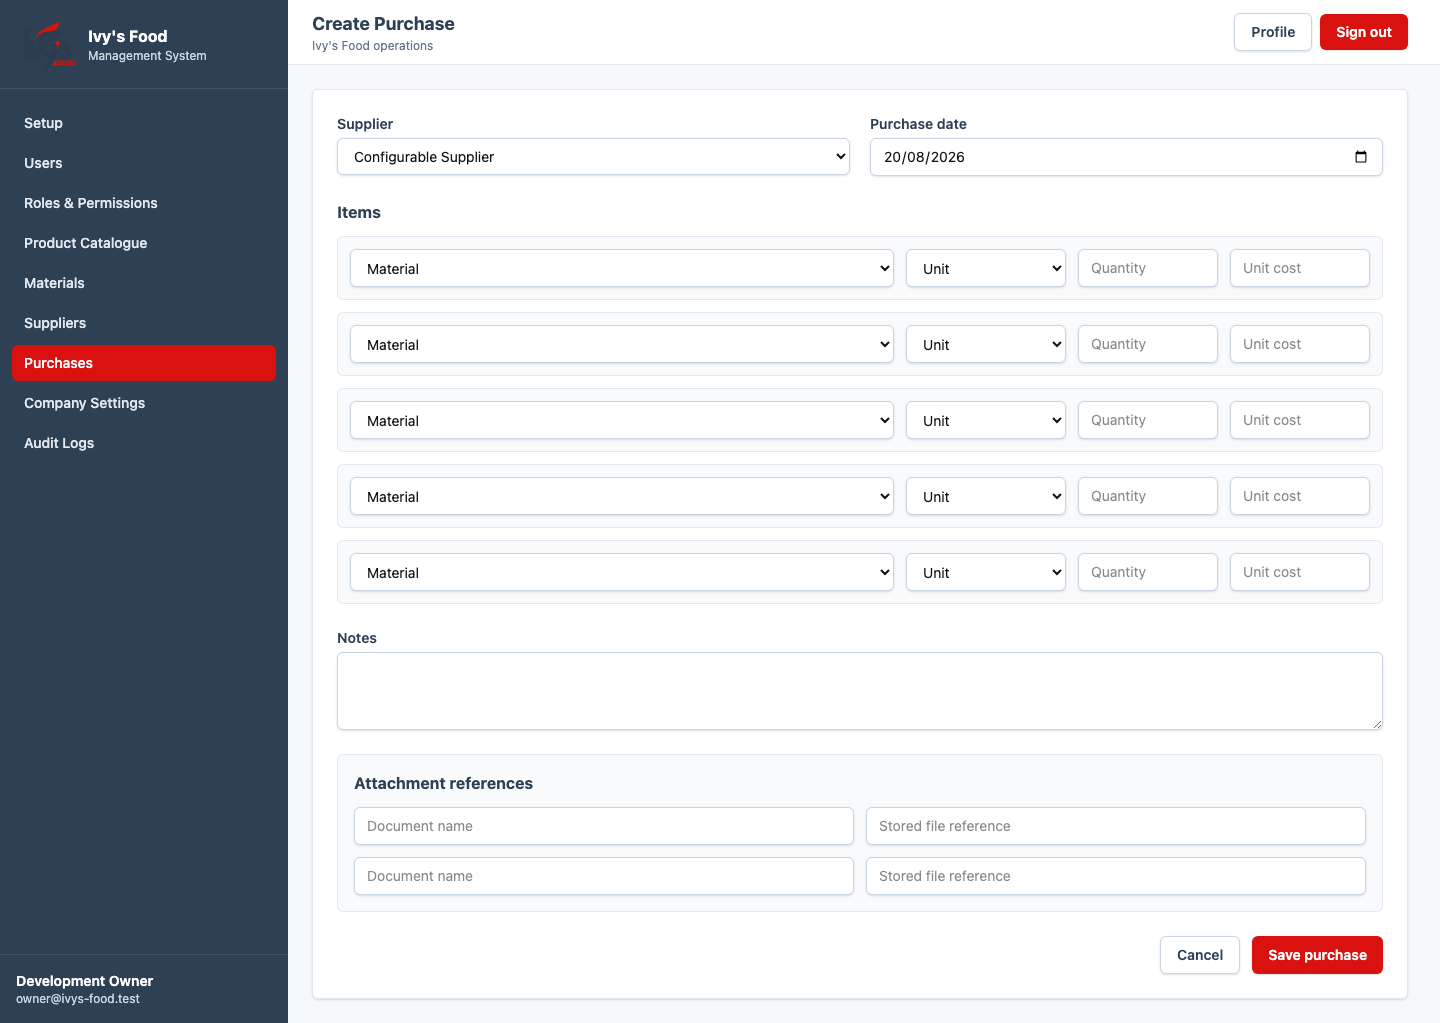 Ivy's Food
Management System
Create Purchase
Ivy's Food operations
Profile
Sign out
Setup
Users
Roles & Permissions
Product Catalogue
Materials
Suppliers
Purchases
Company Settings
Audit Logs
Supplier
Purchase date
Configurable Supplier
20/08/2026
Items
Material Unit Quantity Unit cost
Material Unit Quantity Unit cost
Material Unit Quantity Unit cost
Material Unit Quantity Unit cost
Material Unit Quantity Unit cost
Notes
Attachment references
Document name Stored file reference
Document name Stored file reference
Cancel
Save purchase
Development Owner
owner@ivys-food.test